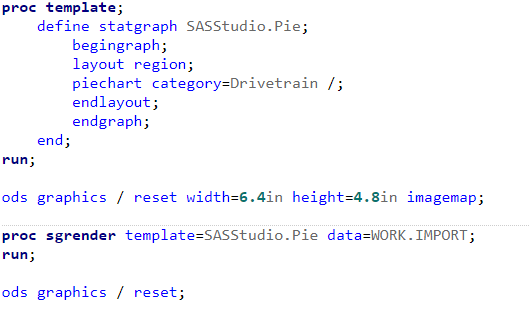 proc template;
define statgraph SASStudio.Pie;
begingraph;
layout region;
piechart category=Drivetrain /;
endlayout;
endgraph;
end;
run;
ods graphics / reset width=6.4in height=4.8in imagemap;
proc sgrender template=SASStudio.Pie data=WORK.IMPORT;
run;
ods graphics / reset;